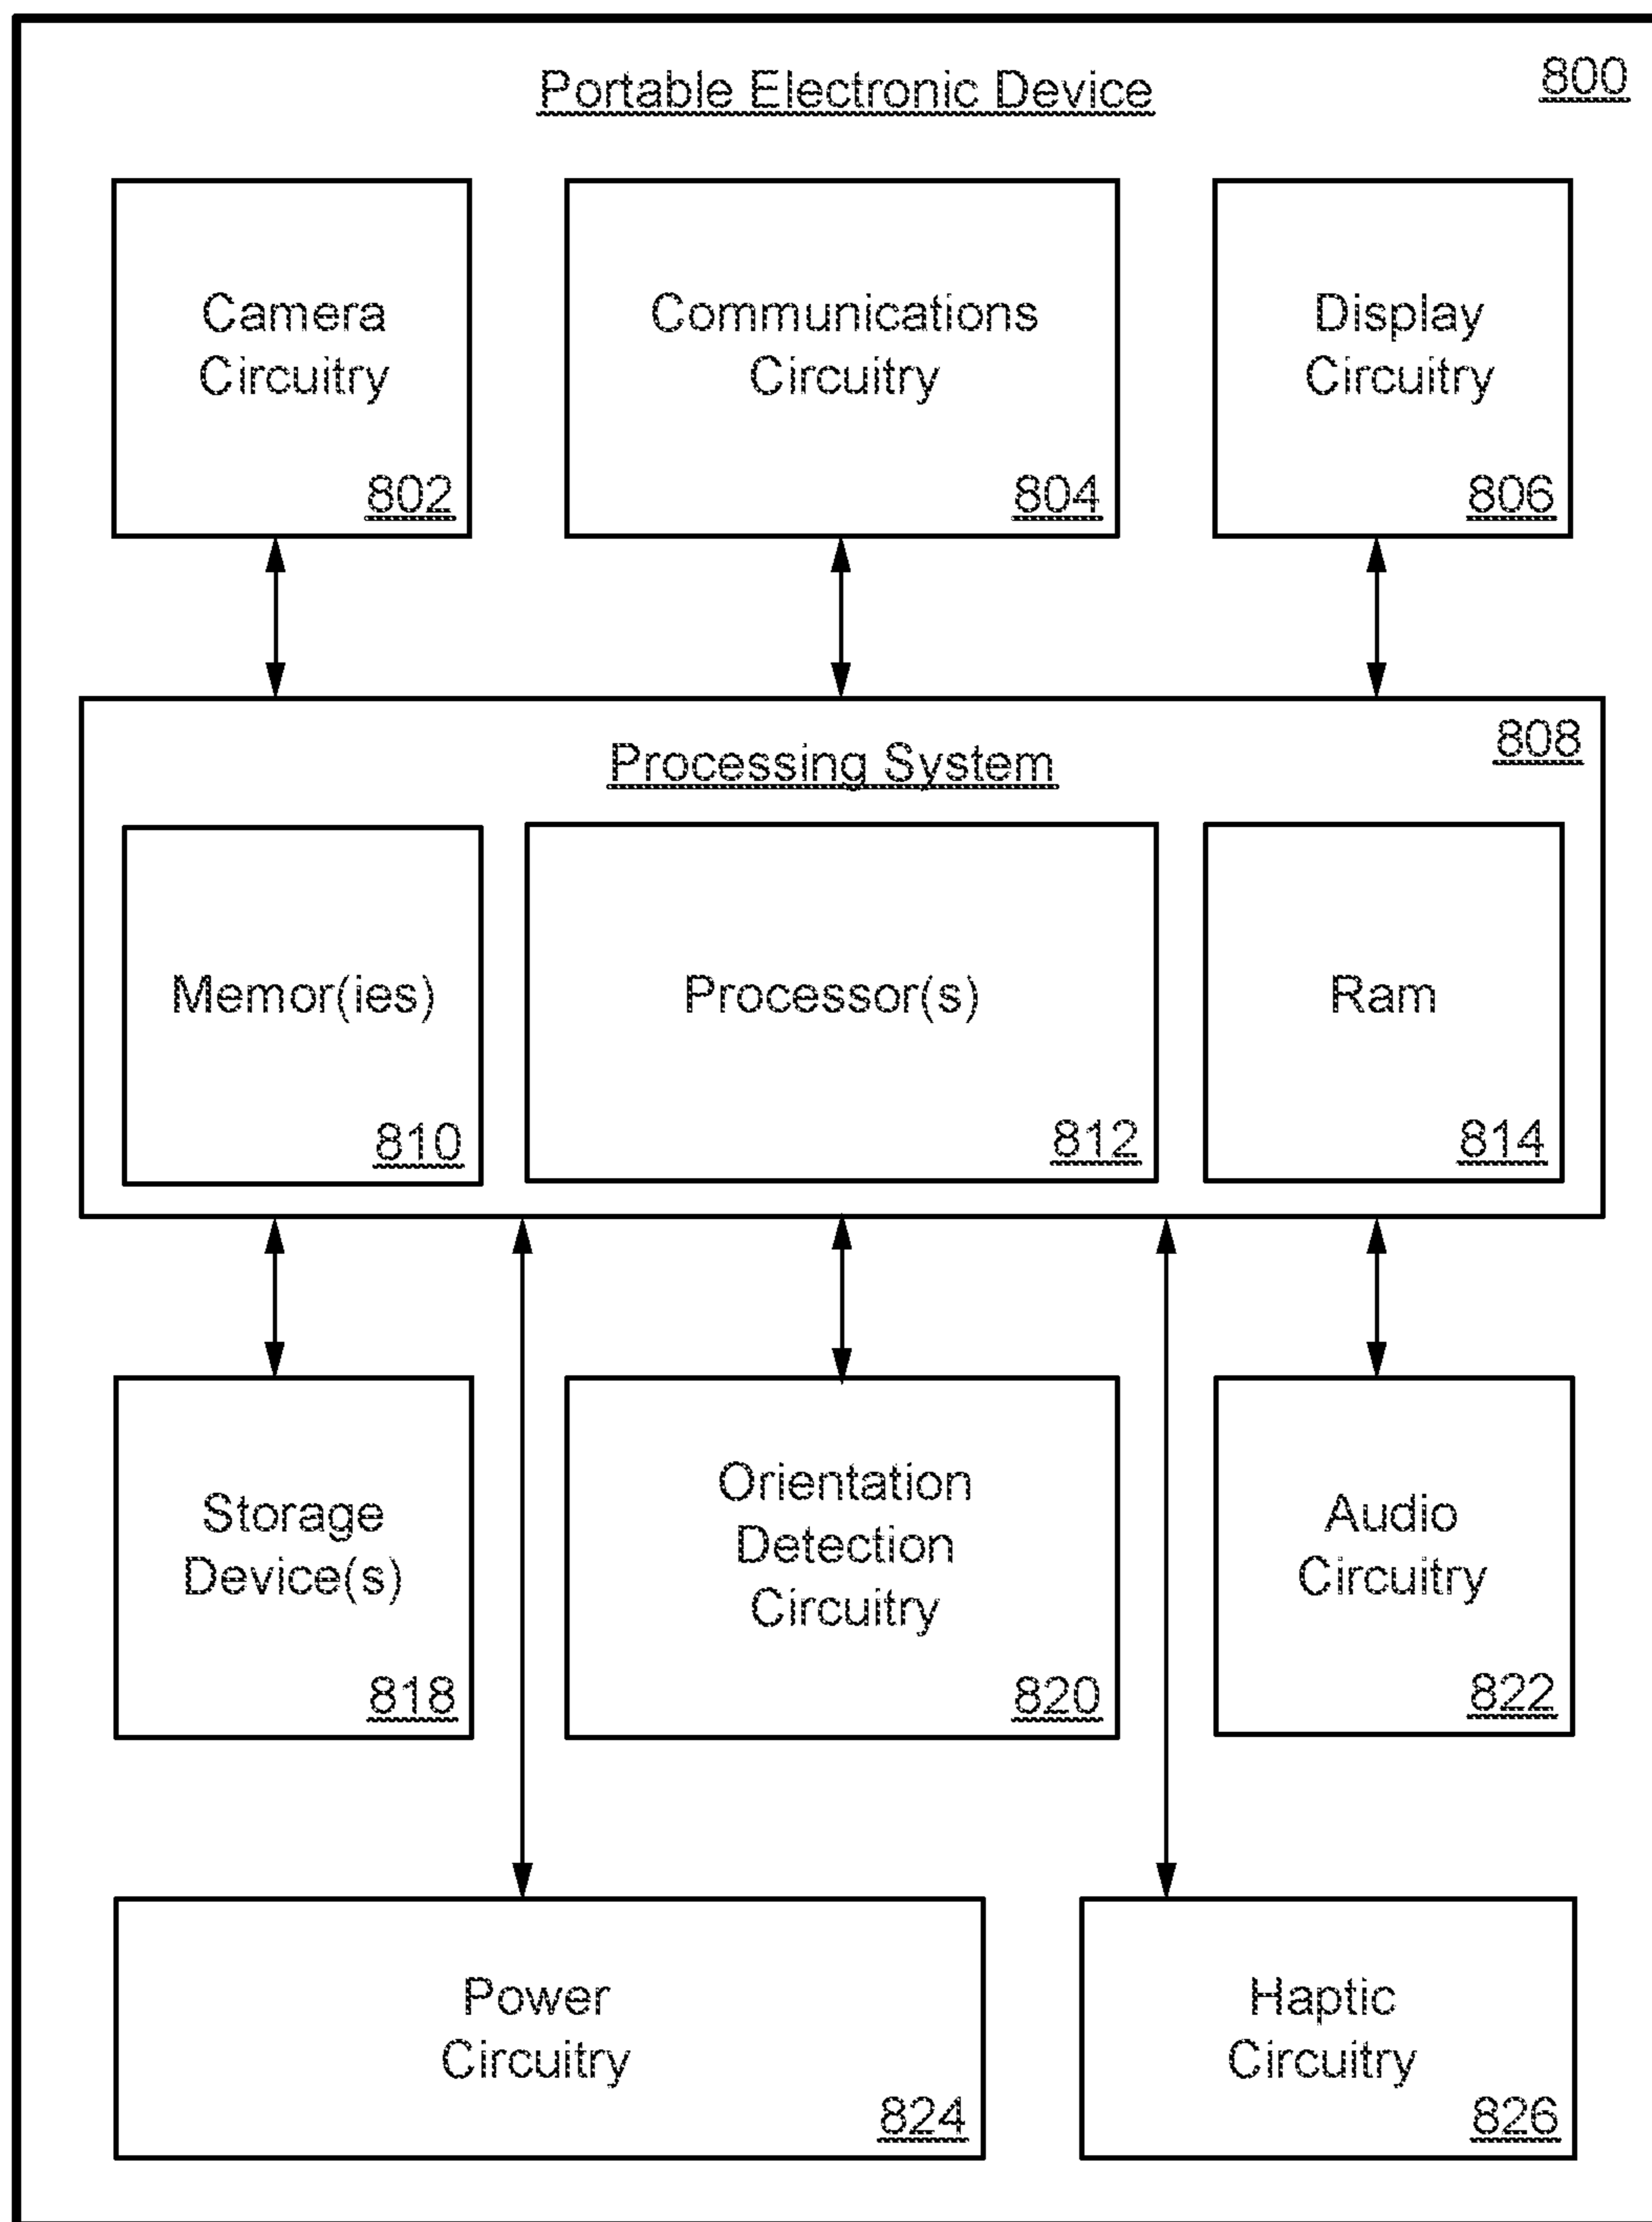 Portable Electronic Device
800
Camera
Circuitry
802
Communications
Circuitry
804
Display
Circuitry
806
Processing System
808
Memor(ies)
810
Processor(s)
812
Ram
814
Storage
Device(s)
818
Orientation
Detection
Circuitry
820
Audio
Circuitry
822
Power
Circuitry
824
Haptic
Circuitry
826